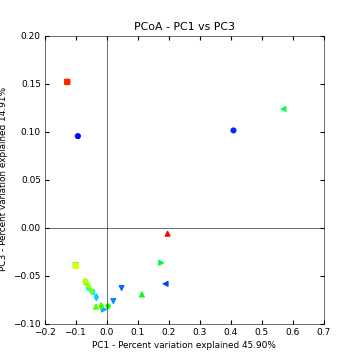 PCoA - PC1 vs PC3
0.20
0.15
0.10
0.05
0.00
−0.05
−0.10
PC3 - Percent variation explained 14.91%
−0.2 −0.1 0.0 0.1 0.2 0.3 0.4 0.5 0.6 0.7
PC1 - Percent variation explained 45.90%